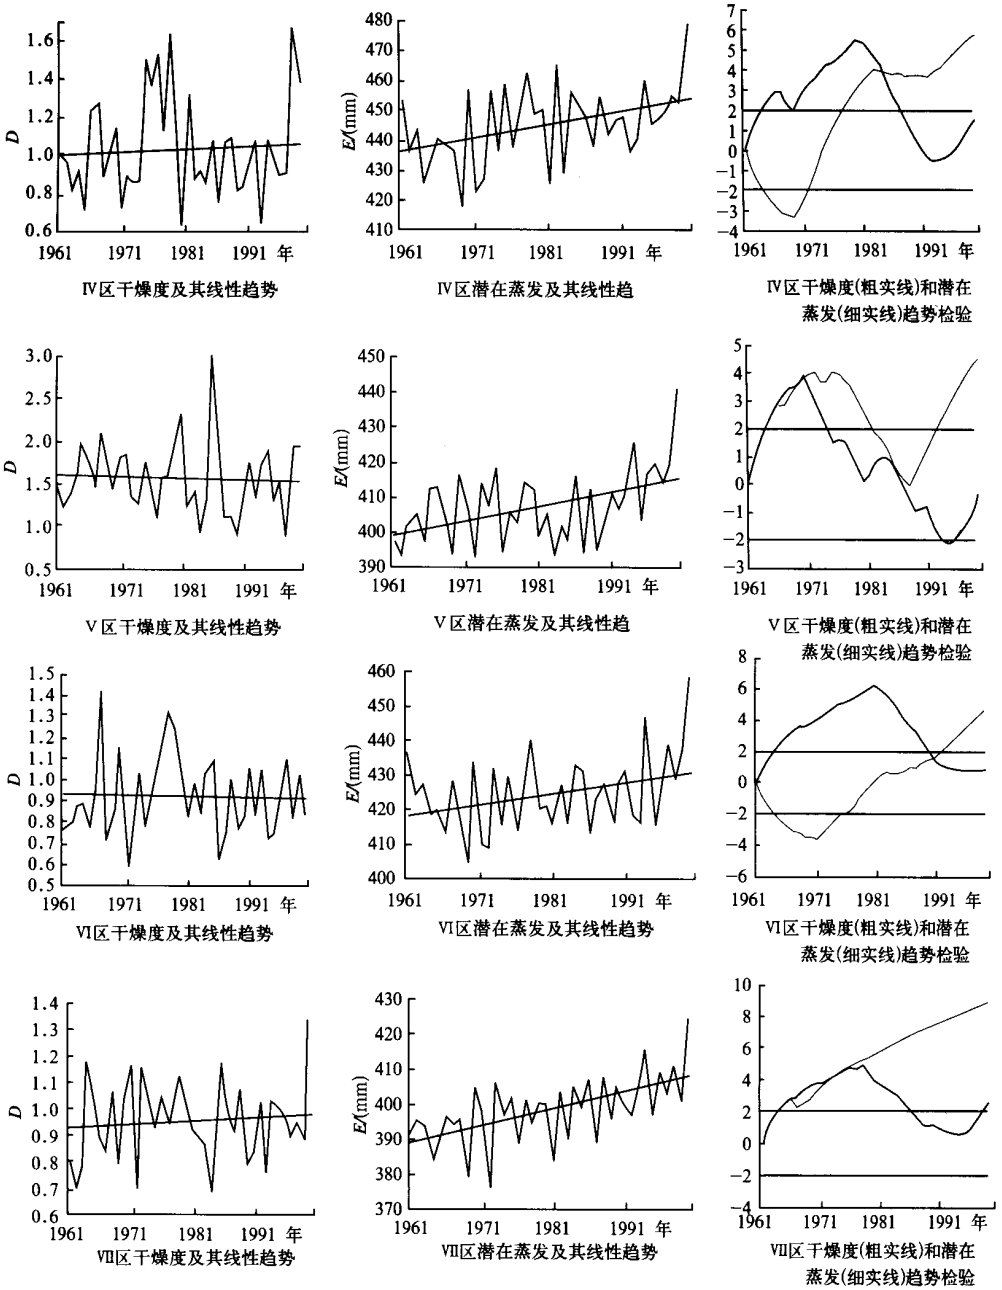 1.6
1.4
1.2
1.0
0.8
0.6
D
1961 1971 1981 1991 年
IV区干燥度及其线性趋势
480
470
460
450
440
430
420
410
E/(mm)
1961 1971 1981 1991 年
IV区潜在蒸发及其线性趋
7
6
5
4
3
2
1
0
−1
−2
−3
−4
1961 1971 1981 1991
IV区干燥度(粗实线)和潜在
蒸发(细实线)趋势检验
3.0
2.5
2.0
1.5
1.0
0.5
D
1961 1971 1981 1991 年
V区干燥度及其线性趋势
450
440
430
420
410
400
390
E/(mm)
1961 1971 1981 1991 年
V区潜在蒸发及其线性趋
5
4
3
2
1
0
−1
−2
−3
1961 1971 1981 1991
V区干燥度(粗实线)和潜在
蒸发(细实线)趋势检验
1.5
1.4
1.3
1.2
1.1
1.0
0.9
0.8
0.7
0.6
0.5
D
1961 1971 1981 1991 年
VI区干燥度及其线性趋势
460
450
440
430
420
410
400
E/(mm)
1961 1971 1981 1991 年
VI区潜在蒸发及其线性趋势
8
6
4
2
0
−2
−4
−6
1961 1971 1981 1991 年
VI区干燥度(粗实线)和潜在
蒸发(细实线)趋势检验
1.4
1.3
1.2
1.1
1.0
0.9
0.8
0.7
0.6
D
1961 1971 1981 1991 年
VII区干燥度及其线性趋势
430
420
410
400
390
380
370
E/(mm)
1961 1971 1981 1991 年
VII区潜在蒸发及其线性趋势
10
8
6
4
2
0
−2
−4
1961 1971 1981 1991 年
VII区干燥度(粗实线)和潜在
蒸发(细实线)趋势检验